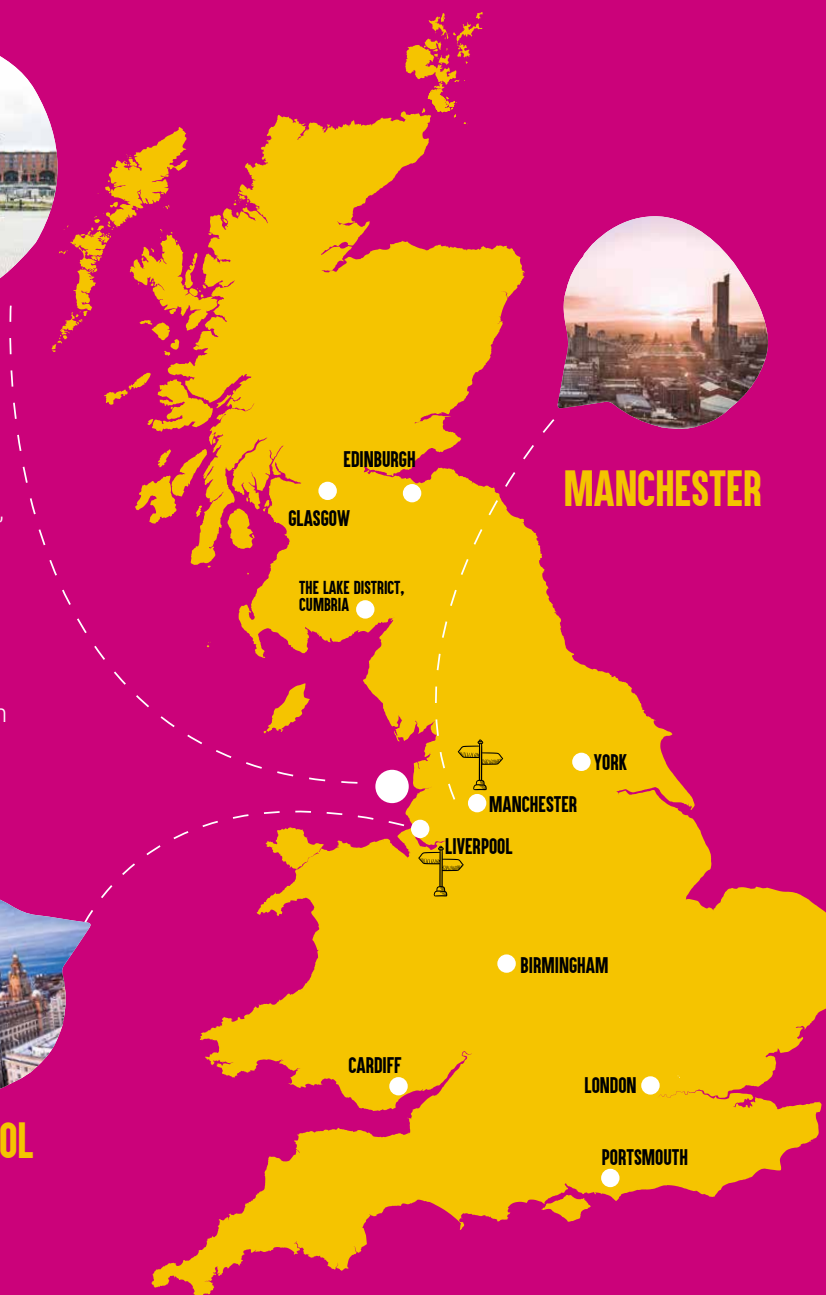 EDINBURGH
MANCHESTER
GLASGOW
THE LAKE DISTRICT,
CUMBRIA
n
YORK
MANCHESTER
LIVERPOOL
BIRMINGHAM
CARDIFF
LONDON
OL
PORTSMOUTH